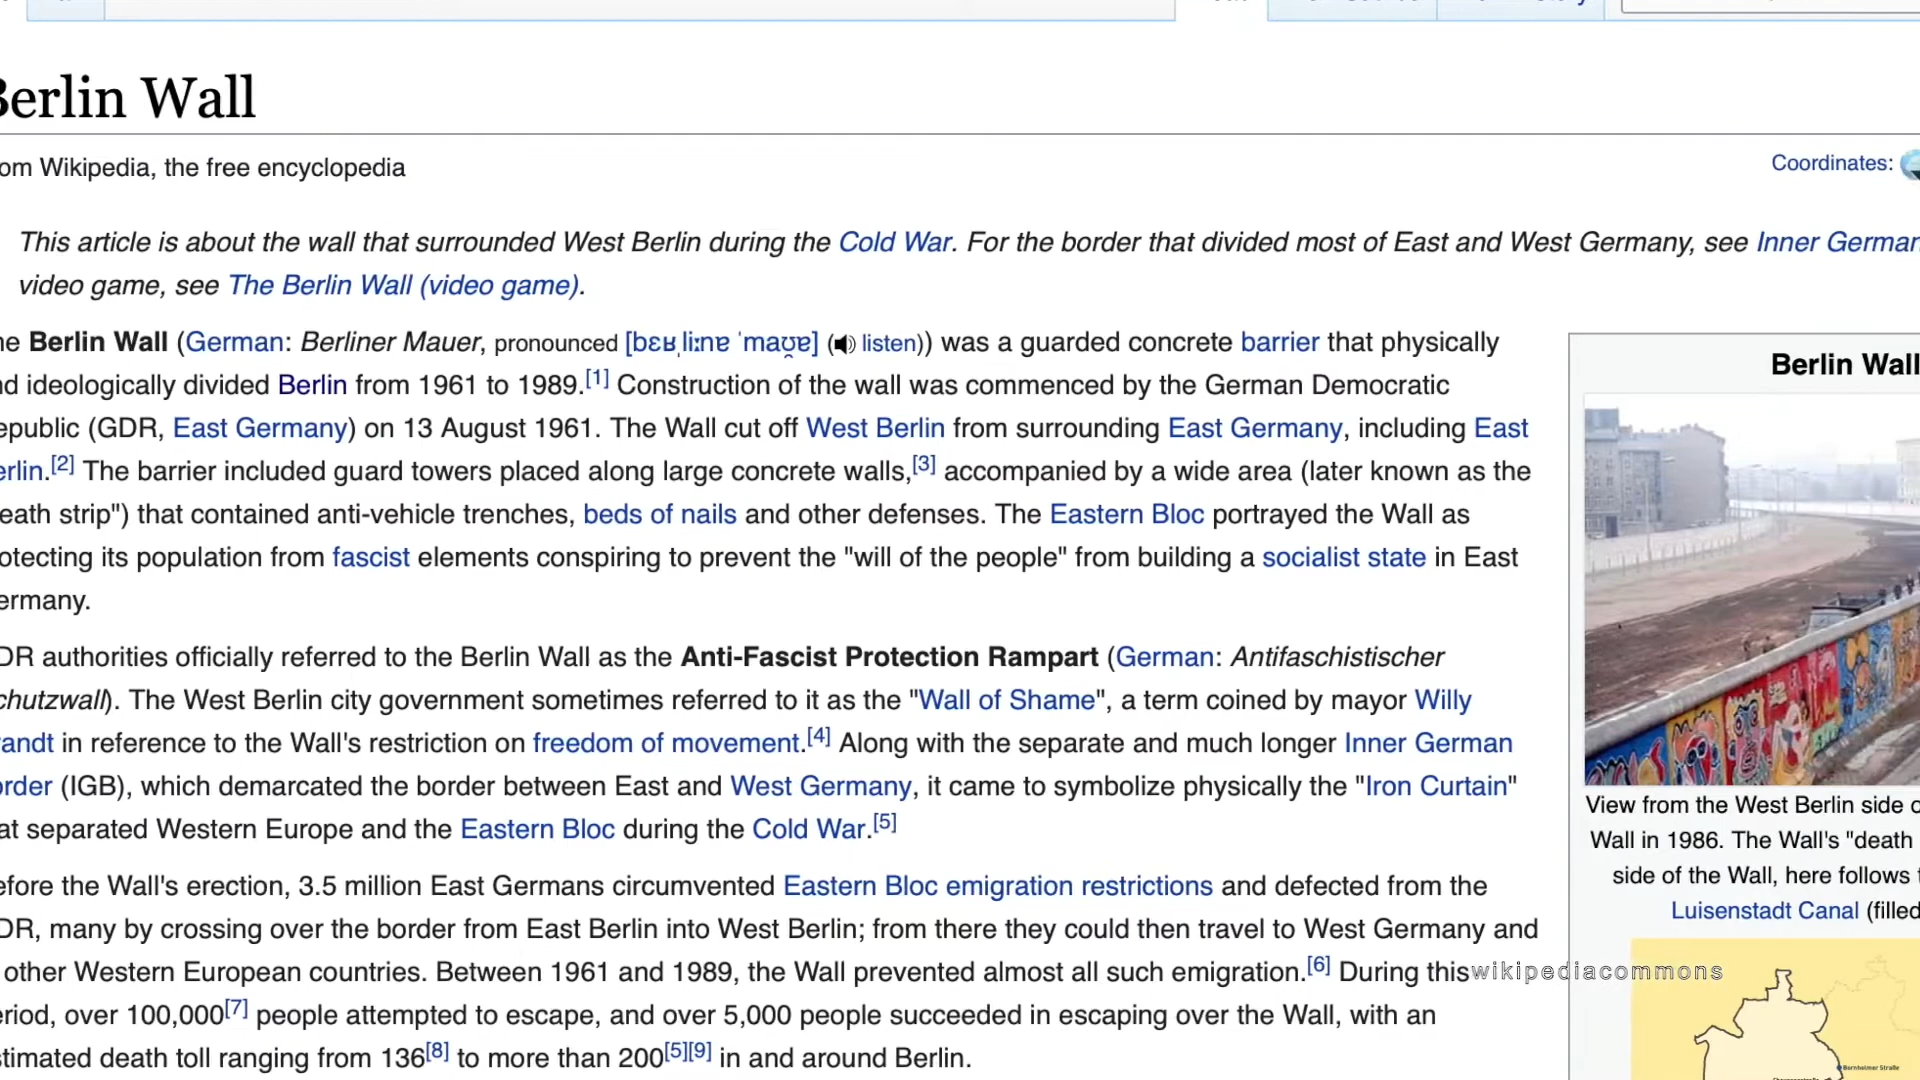 Berlin Wall
om Wikipedia, the free encyclopedia
Coordinates:
This article is about the wall that surrounded West Berlin during the Cold War. For the border that divided most of East and West Germany, see Inner German
video game, see The Berlin Wall (video game).
he Berlin Wall (German: Berliner Mauer, pronounced [bɛʁˌliːnɐ ˈmaʊ̯ɐ] (listen)) was a guarded concrete barrier that physically
nd ideologically divided Berlin from 1961 to 1989.[1] Construction of the wall was commenced by the German Democratic
epublic (GDR, East Germany) on 13 August 1961. The Wall cut off West Berlin from surrounding East Germany, including East
erlin.[2] The barrier included guard towers placed along large concrete walls,[3] accompanied by a wide area (later known as the
eath strip") that contained anti-vehicle trenches, beds of nails and other defenses. The Eastern Bloc portrayed the Wall as
otecting its population from fascist elements conspiring to prevent the "will of the people" from building a socialist state in East
ermany.
DR authorities officially referred to the Berlin Wall as the Anti-Fascist Protection Rampart (German: Antifaschistischer
chutzwall). The West Berlin city government sometimes referred to it as the "Wall of Shame", a term coined by mayor Willy
andt in reference to the Wall's restriction on freedom of movement.[4] Along with the separate and much longer Inner German
order (IGB), which demarcated the border between East and West Germany, it came to symbolize physically the "Iron Curtain"
at separated Western Europe and the Eastern Bloc during the Cold War.[5]
efore the Wall's erection, 3.5 million East Germans circumvented Eastern Bloc emigration restrictions and defected from the
DR, many by crossing over the border from East Berlin into West Berlin; from there they could then travel to West Germany and
other Western European countries. Between 1961 and 1989, the Wall prevented almost all such emigration.[6] During this
eriod, over 100,000[7] people attempted to escape, and over 5,000 people succeeded in escaping over the Wall, with an
timated death toll ranging from 136[8] to more than 200[5][9] in and around Berlin.
Berlin Wall
View from the West Berlin side o
Wall in 1986. The Wall's "death
side of the Wall, here follows t
Luisenstadt Canal (filled
wikipediacommons
Bornholmer Straße